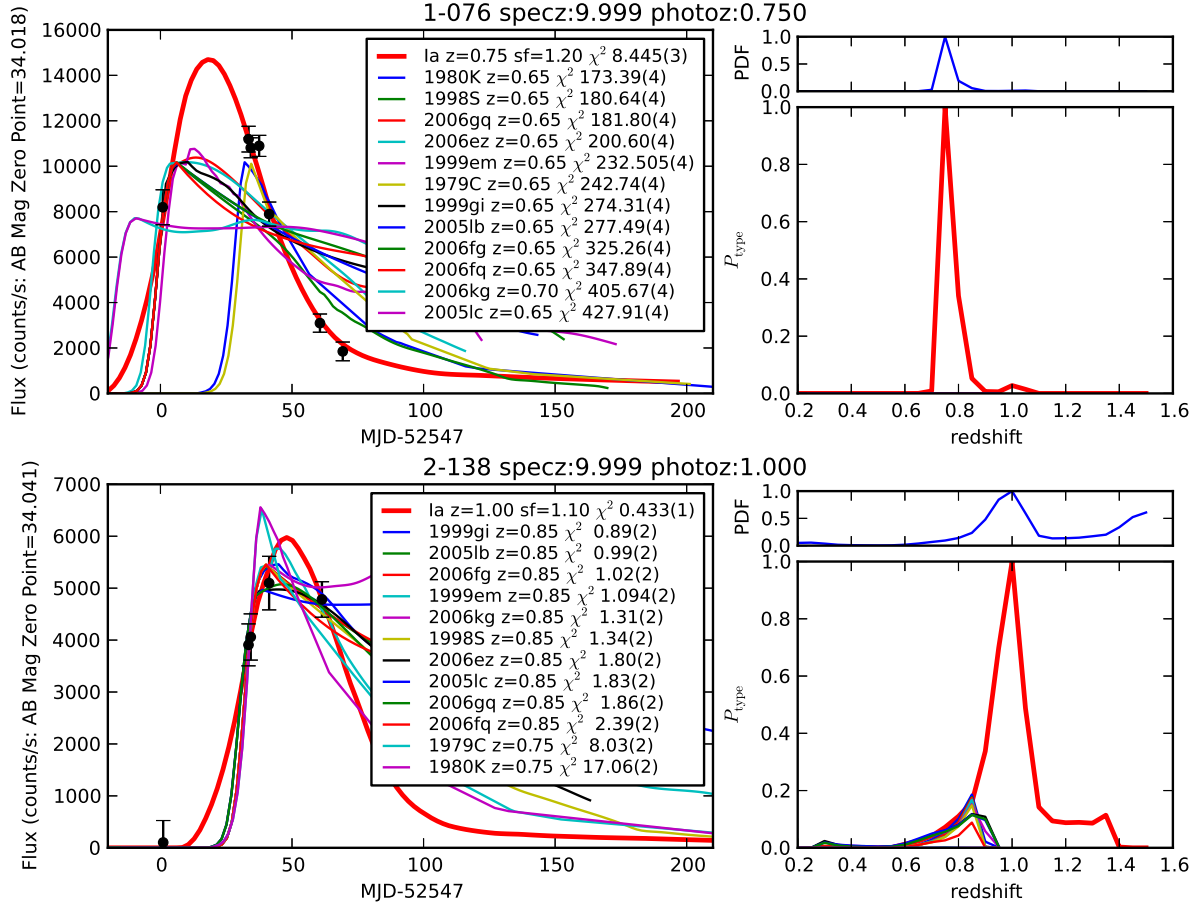 1-076 specz:9.999 photoz:0.750
Flux (counts/s: AB Mag Zero Point=34.018)
16000
14000
12000
10000
8000
6000
4000
2000
0
0 50 100 150 200
MJD-52547
Ia z=0.75 sf=1.20 χ² 8.445(3)
1980K z=0.65 χ² 173.39(4)
1998S z=0.65 χ² 180.64(4)
2006gq z=0.65 χ² 181.80(4)
2006ez z=0.65 χ² 200.60(4)
1999em z=0.65 χ² 232.505(4)
1979C z=0.65 χ² 242.74(4)
1999gi z=0.65 χ² 274.31(4)
2005lb z=0.65 χ² 277.49(4)
2006fg z=0.65 χ² 325.26(4)
2006fq z=0.65 χ² 347.89(4)
2006kg z=0.70 χ² 405.67(4)
2005lc z=0.65 χ² 427.91(4)
PDF
1.0
0.5
0.0
P type
1.0
0.8
0.6
0.4
0.2
0.0
0.2 0.4 0.6 0.8 1.0 1.2 1.4 1.6
redshift
2-138 specz:9.999 photoz:1.000
Flux (counts/s: AB Mag Zero Point=34.041)
7000
6000
5000
4000
3000
2000
1000
0
0 50 100 150 200
MJD-52547
Ia z=1.00 sf=1.10 χ² 0.433(1)
1999gi z=0.85 χ² 0.89(2)
2005lb z=0.85 χ² 0.99(2)
2006fg z=0.85 χ² 1.02(2)
1999em z=0.85 χ² 1.094(2)
2006kg z=0.85 χ² 1.31(2)
1998S z=0.85 χ² 1.34(2)
2006ez z=0.85 χ² 1.80(2)
2005lc z=0.85 χ² 1.83(2)
2006gq z=0.85 χ² 1.86(2)
2006fq z=0.85 χ² 2.39(2)
1979C z=0.75 χ² 8.03(2)
1980K z=0.75 χ² 17.06(2)
PDF
1.0
0.5
0.0
P type
1.0
0.8
0.6
0.4
0.2
0.0
0.2 0.4 0.6 0.8 1.0 1.2 1.4 1.6
redshift